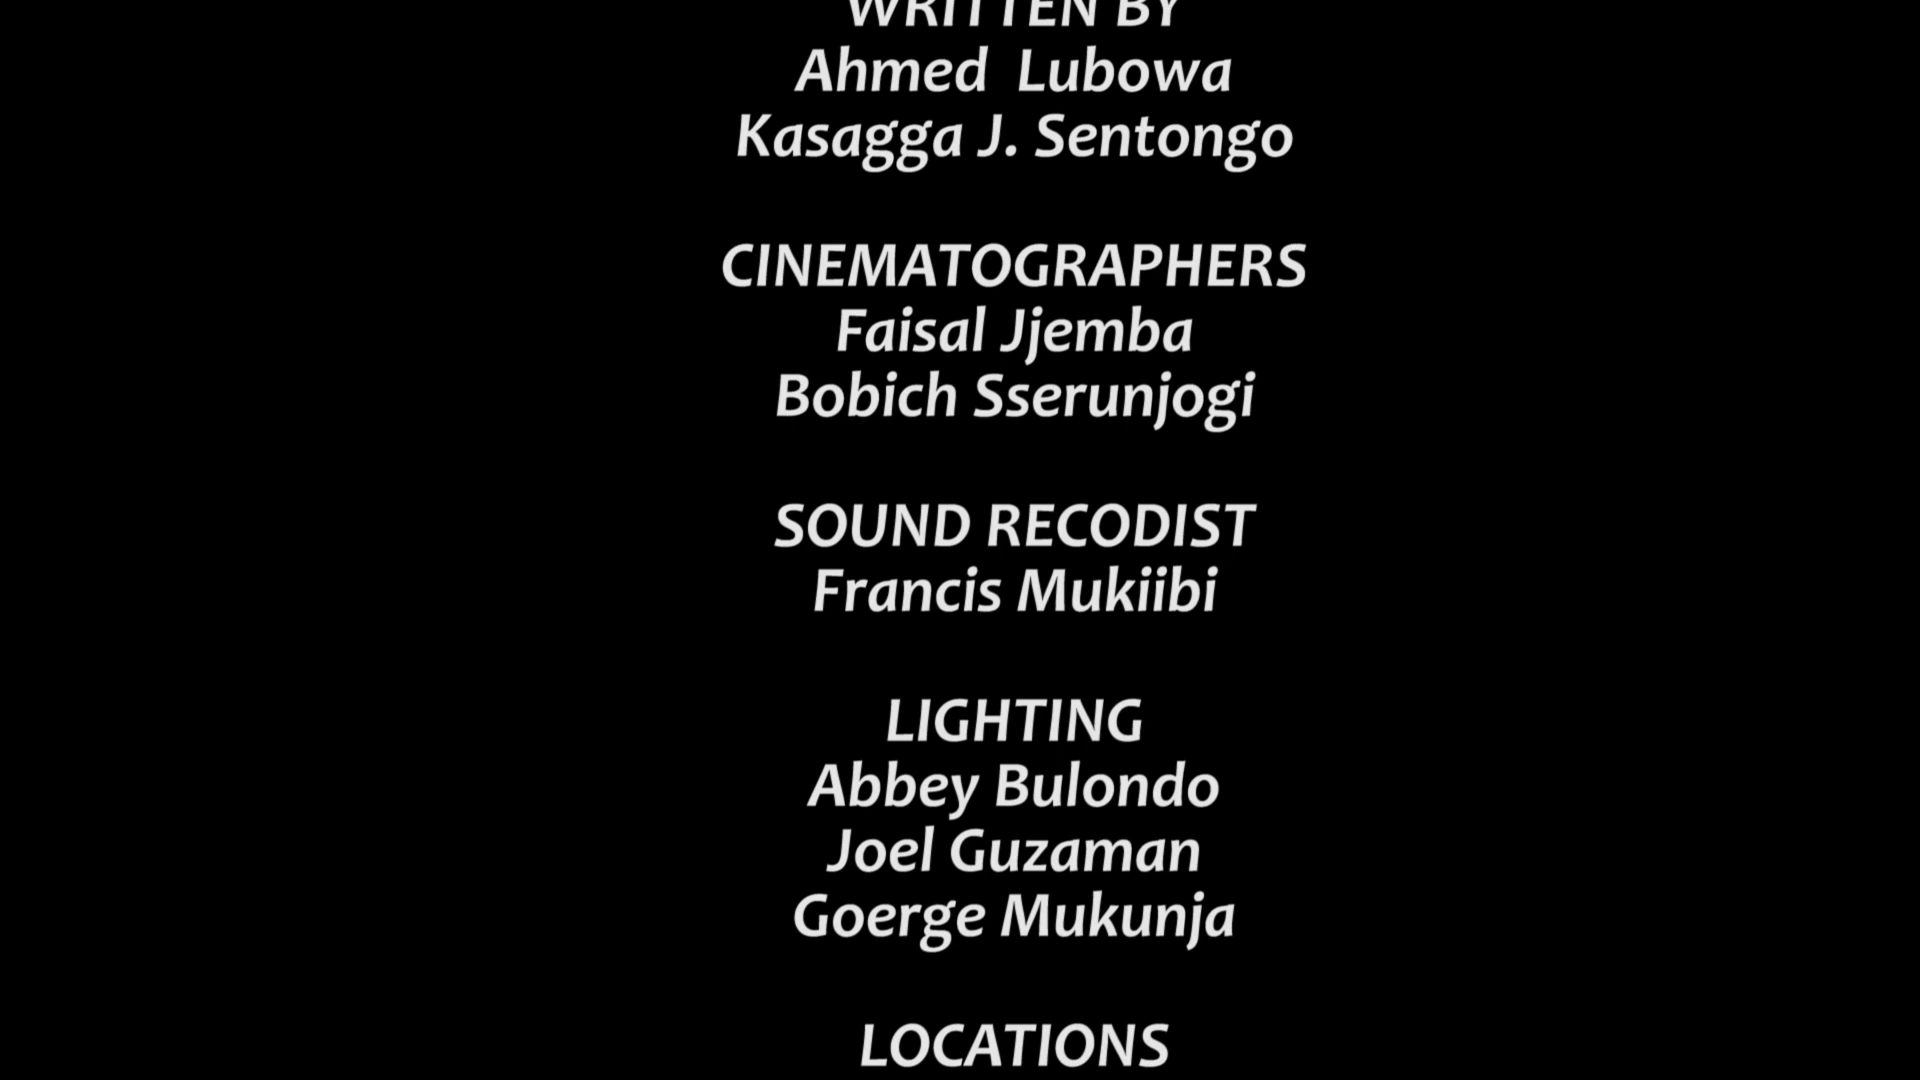 WRITTEN BY
Ahmed Lubowa
Kasagga J. Sentongo
CINEMATOGRAPHERS
Faisal Jjemba
Bobich Sserunjogi
SOUND RECODIST
Francis Mukiibi
LIGHTING
Abbey Bulondo
Joel Guzaman
Goerge Mukunja
LOCATIONS